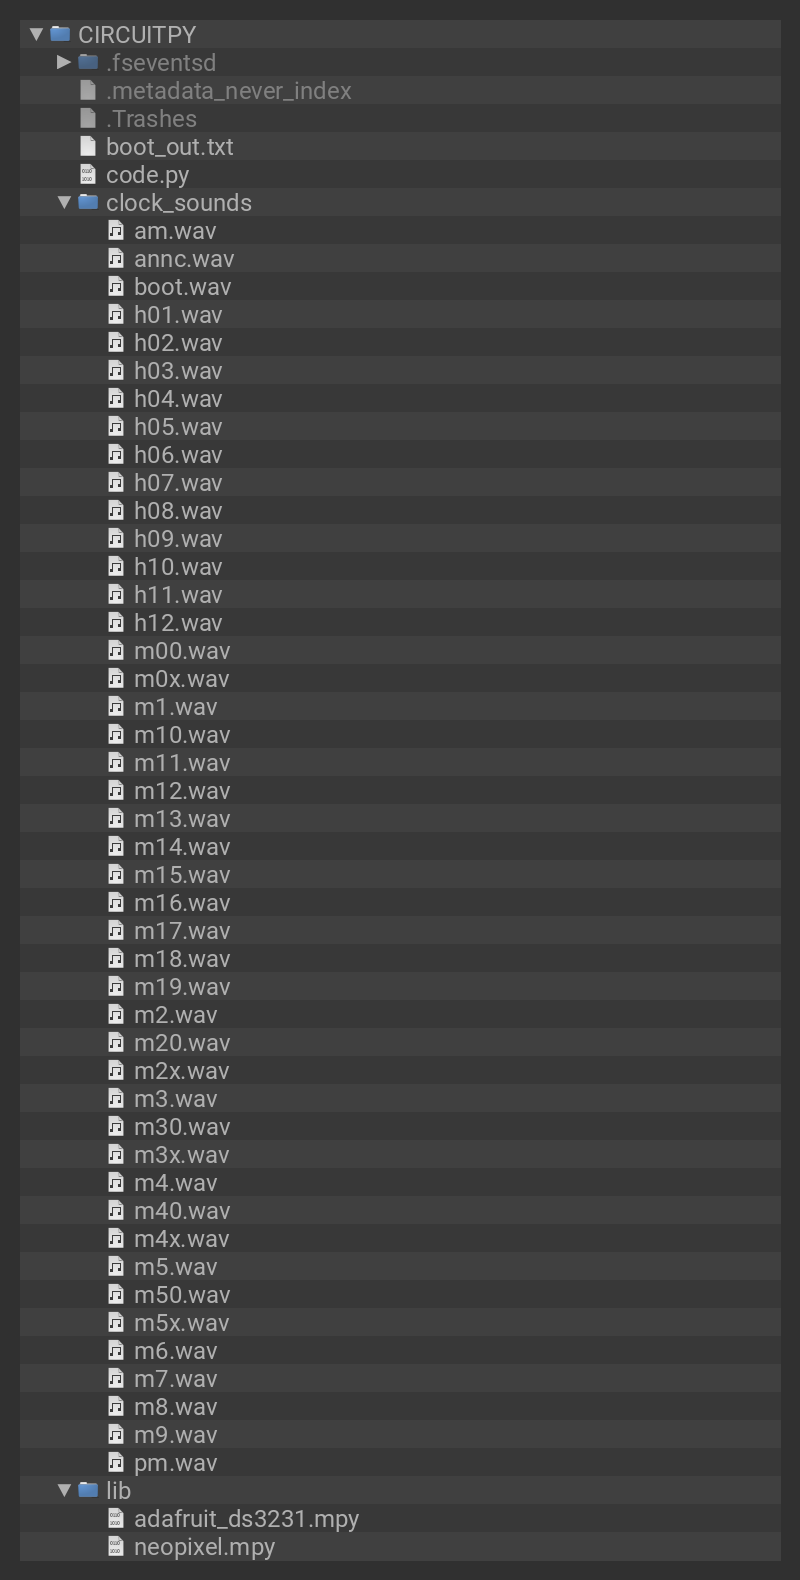 CIRCUITPY
.fseventsd
.metadata_never_index
.Trashes
boot_out.txt
code.py
clock_sounds
am.wav
annc.wav
boot.wav
h01.wav
h02.wav
h03.wav
h04.wav
h05.wav
h06.wav
h07.wav
h08.wav
h09.wav
h10.wav
h11.wav
h12.wav
m00.wav
m0x.wav
m1.wav
m10.wav
m11.wav
m12.wav
m13.wav
m14.wav
m15.wav
m16.wav
m17.wav
m18.wav
m19.wav
m2.wav
m20.wav
m2x.wav
m3.wav
m30.wav
m3x.wav
m4.wav
m40.wav
m4x.wav
m5.wav
m50.wav
m5x.wav
m6.wav
m7.wav
m8.wav
m9.wav
pm.wav
lib
adafruit_ds3231.mpy
neopixel.mpy